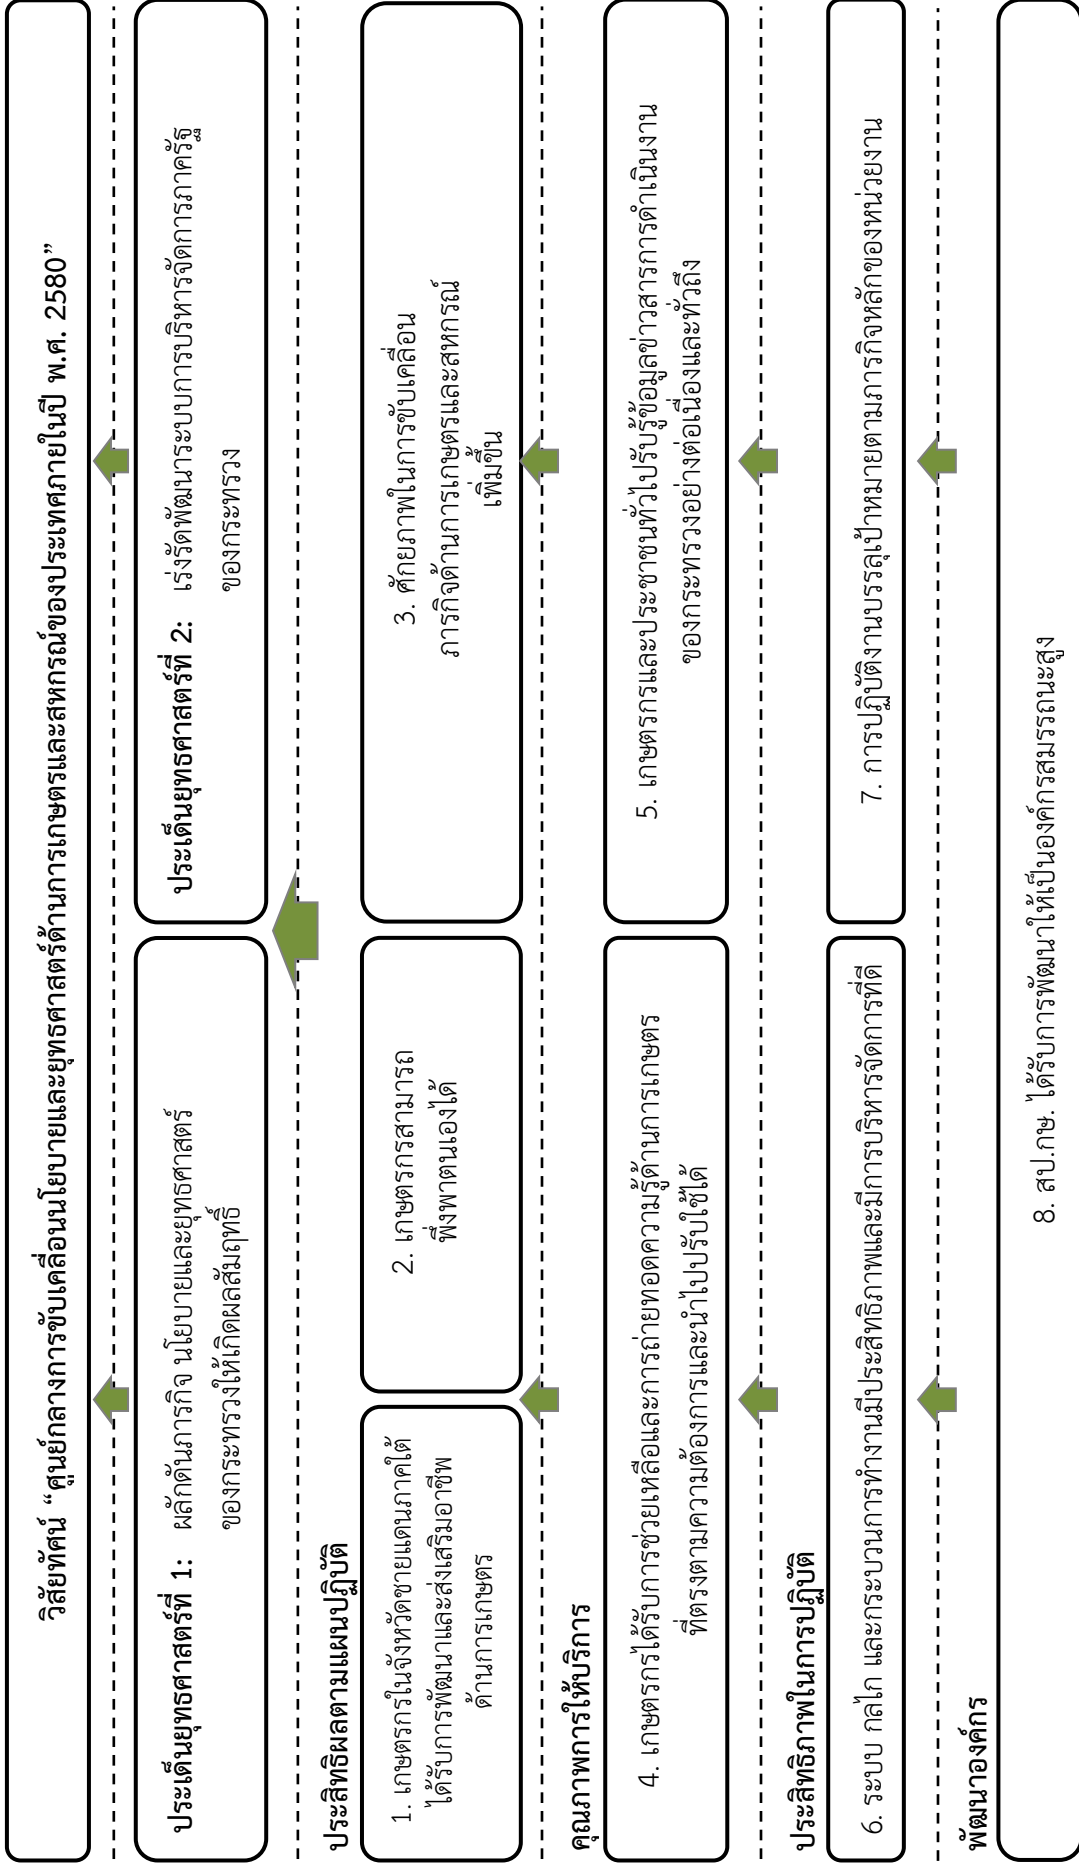 วิสัยทัศน์ “ศูนย์กลางการขับเคลื่อนนโยบายและยุทธศาสตร์ด้านการเกษตรและสหกรณ์ของประเทศภายในปี พ.ศ. 2580”
ประเด็นยุทธศาสตร์ที่ 1: ผลักดันภารกิจ นโยบายและยุทธศาสตร์
ของกระทรวงให้เกิดผลสัมฤทธิ์
ประเด็นยุทธศาสตร์ที่ 2: เร่งรัดพัฒนาระบบการบริหารจัดการภาครัฐ
ของกระทรวง
ประสิทธิผลตามแผนปฏิบัติ
1. เกษตรกรในจังหวัดชายแดนภาคใต้
ได้รับการพัฒนาและส่งเสริมอาชีพ
ด้านการเกษตร
2. เกษตรกรสามารถ
พึ่งพาตนเองได้
3. ศักยภาพในการขับเคลื่อน
ภารกิจด้านการเกษตรและสหกรณ์
เพิ่มขึ้น
คุณภาพการให้บริการ
4. เกษตรกรได้รับการช่วยเหลือและการถ่ายทอดความรู้ด้านการเกษตร
ที่ตรงตามความต้องการและนำไปปรับใช้ได้
5. เกษตรกรและประชาชนทั่วไปรับรู้ข้อมูลข่าวสารการดำเนินงาน
ของกระทรวงอย่างต่อเนื่องและทั่วถึง
ประสิทธิภาพในการปฏิบัติ
6. ระบบ กลไก และกระบวนการทำงานมีประสิทธิภาพและมีการบริหารจัดการที่ดี
7. การปฏิบัติงานบรรลุเป้าหมายตามภารกิจหลักของหน่วยงาน
พัฒนาองค์กร
8. สป.กษ. ได้รับการพัฒนาให้เป็นองค์กรสมรรถนะสูง